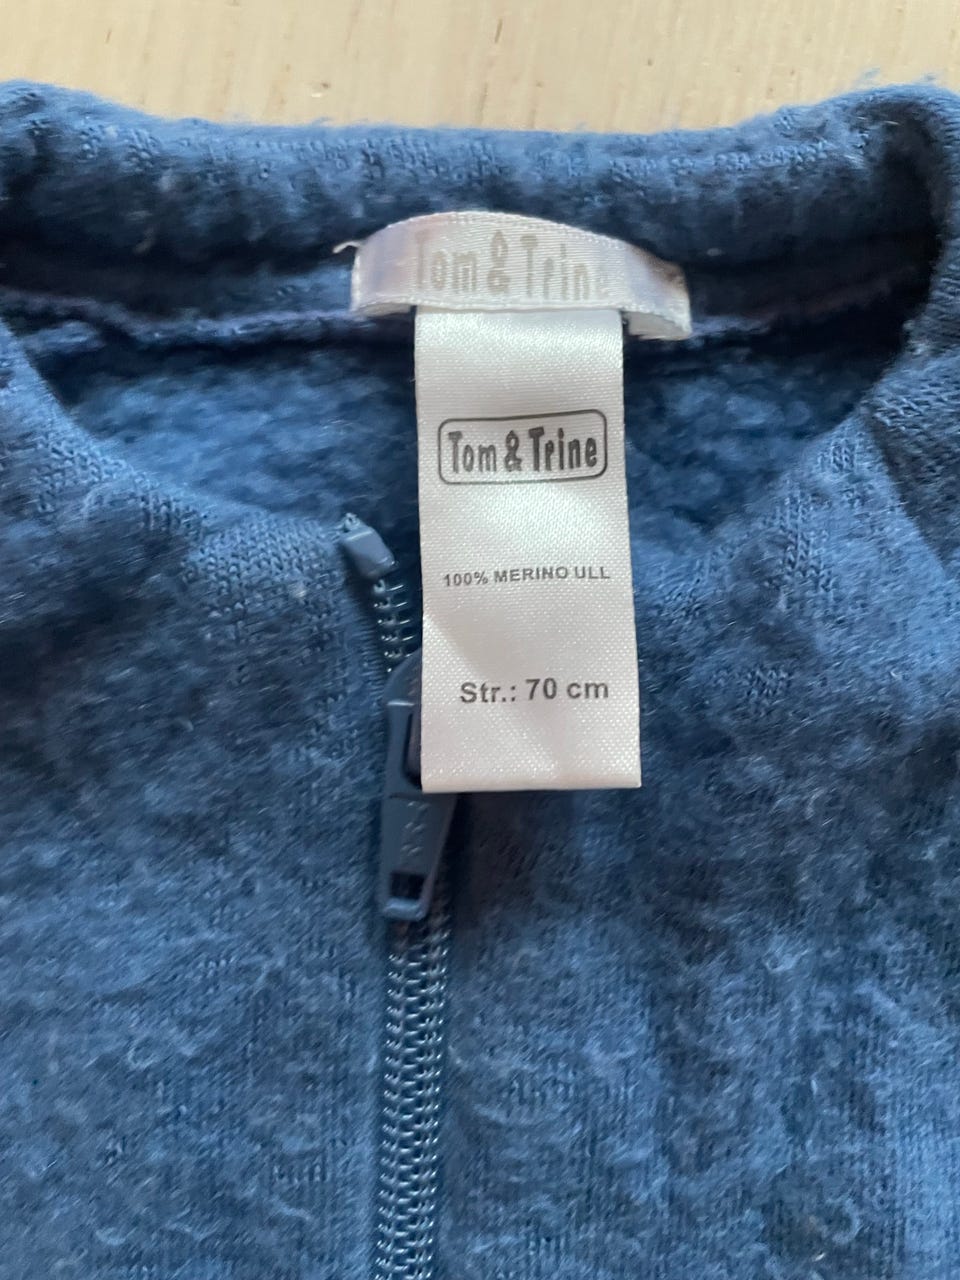 Tom & Trine
Tom & Trine
100% MERINO ULL
Str.: 70 cm